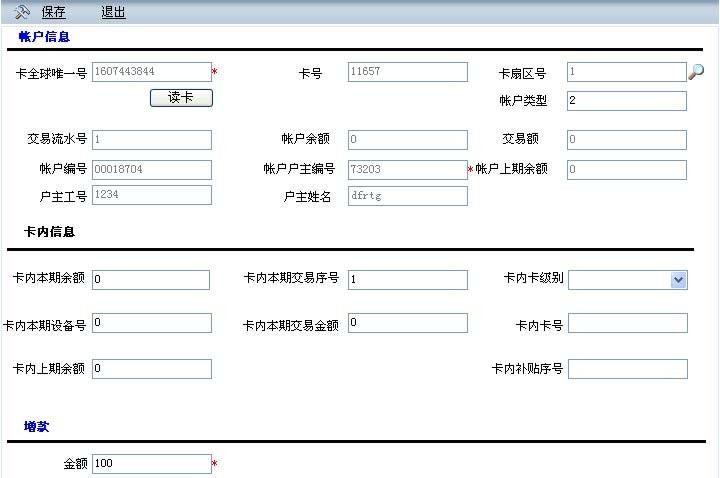 保存 退出
帐户信息
卡全球唯一号 1607443844 * 卡号 11657 卡扇区号 1
读卡 帐户类型 2
交易流水号 1 帐户余额 0 交易额 0
帐户编号 00018704 帐户户主编号 73203 * 帐户上期余额 0
户主工号 1234 户主姓名 dfrtg
卡内信息
卡内本期余额 0 卡内本期交易序号 1 卡内卡级别
卡内本期设备号 0 卡内本期交易金额 0 卡内卡号
卡内上期余额 0 卡内补贴序号
增款
金额 100 *